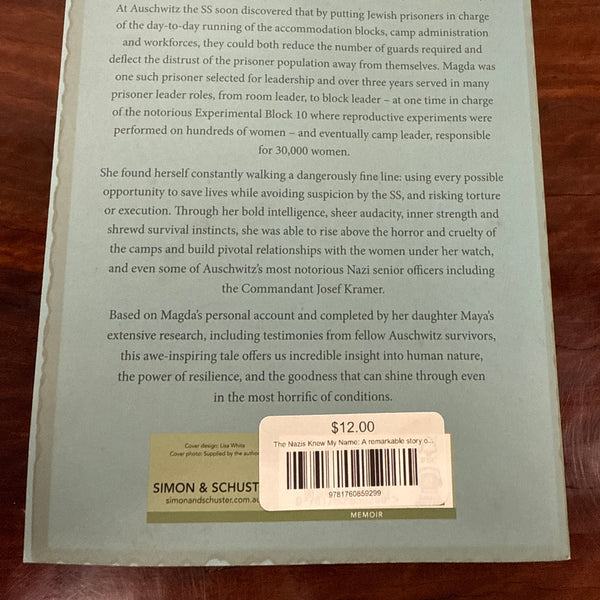 At Auschwitz the SS soon discovered that by putting Jewish prisoners in charge
of the day-to-day running of the accommodation blocks, camp administration
and workforces, they could both reduce the number of guards required and
deflect the distrust of the prisoner population away from themselves. Magda was
one such prisoner selected for leadership and over three years served in many
prisoner leader roles, from room leader, to block leader – at one time in charge
of the notorious Experimental Block 10 where reproductive experiments were
performed on hundreds of women – and eventually camp leader, responsible
for 30,000 women.
She found herself constantly walking a dangerously fine line: using every possible
opportunity to save lives while avoiding suspicion by the SS, and risking torture
or execution. Through her bold intelligence, sheer audacity, inner strength and
shrewd survival instincts, she was able to rise above the horror and cruelty of
the camps and build pivotal relationships with the women under her watch,
and even some of Auschwitz's most notorious Nazi senior officers including
the Commandant Josef Kramer.
Based on Magda's personal account and completed by her daughter Maya's
extensive research, including testimonies from fellow Auschwitz survivors,
this awe-inspiring tale offers us incredible insight into human nature,
the power of resilience, and the goodness that can shine through even
in the most horrific of conditions.
$12.00
The Nazis Knew My Name: A remarkable story o...
9781760859299
Cover design: Lisa White
Cover photo: Supplied by the author
SIMON & SCHUST
simonandschuster.com.au
MEMOIR